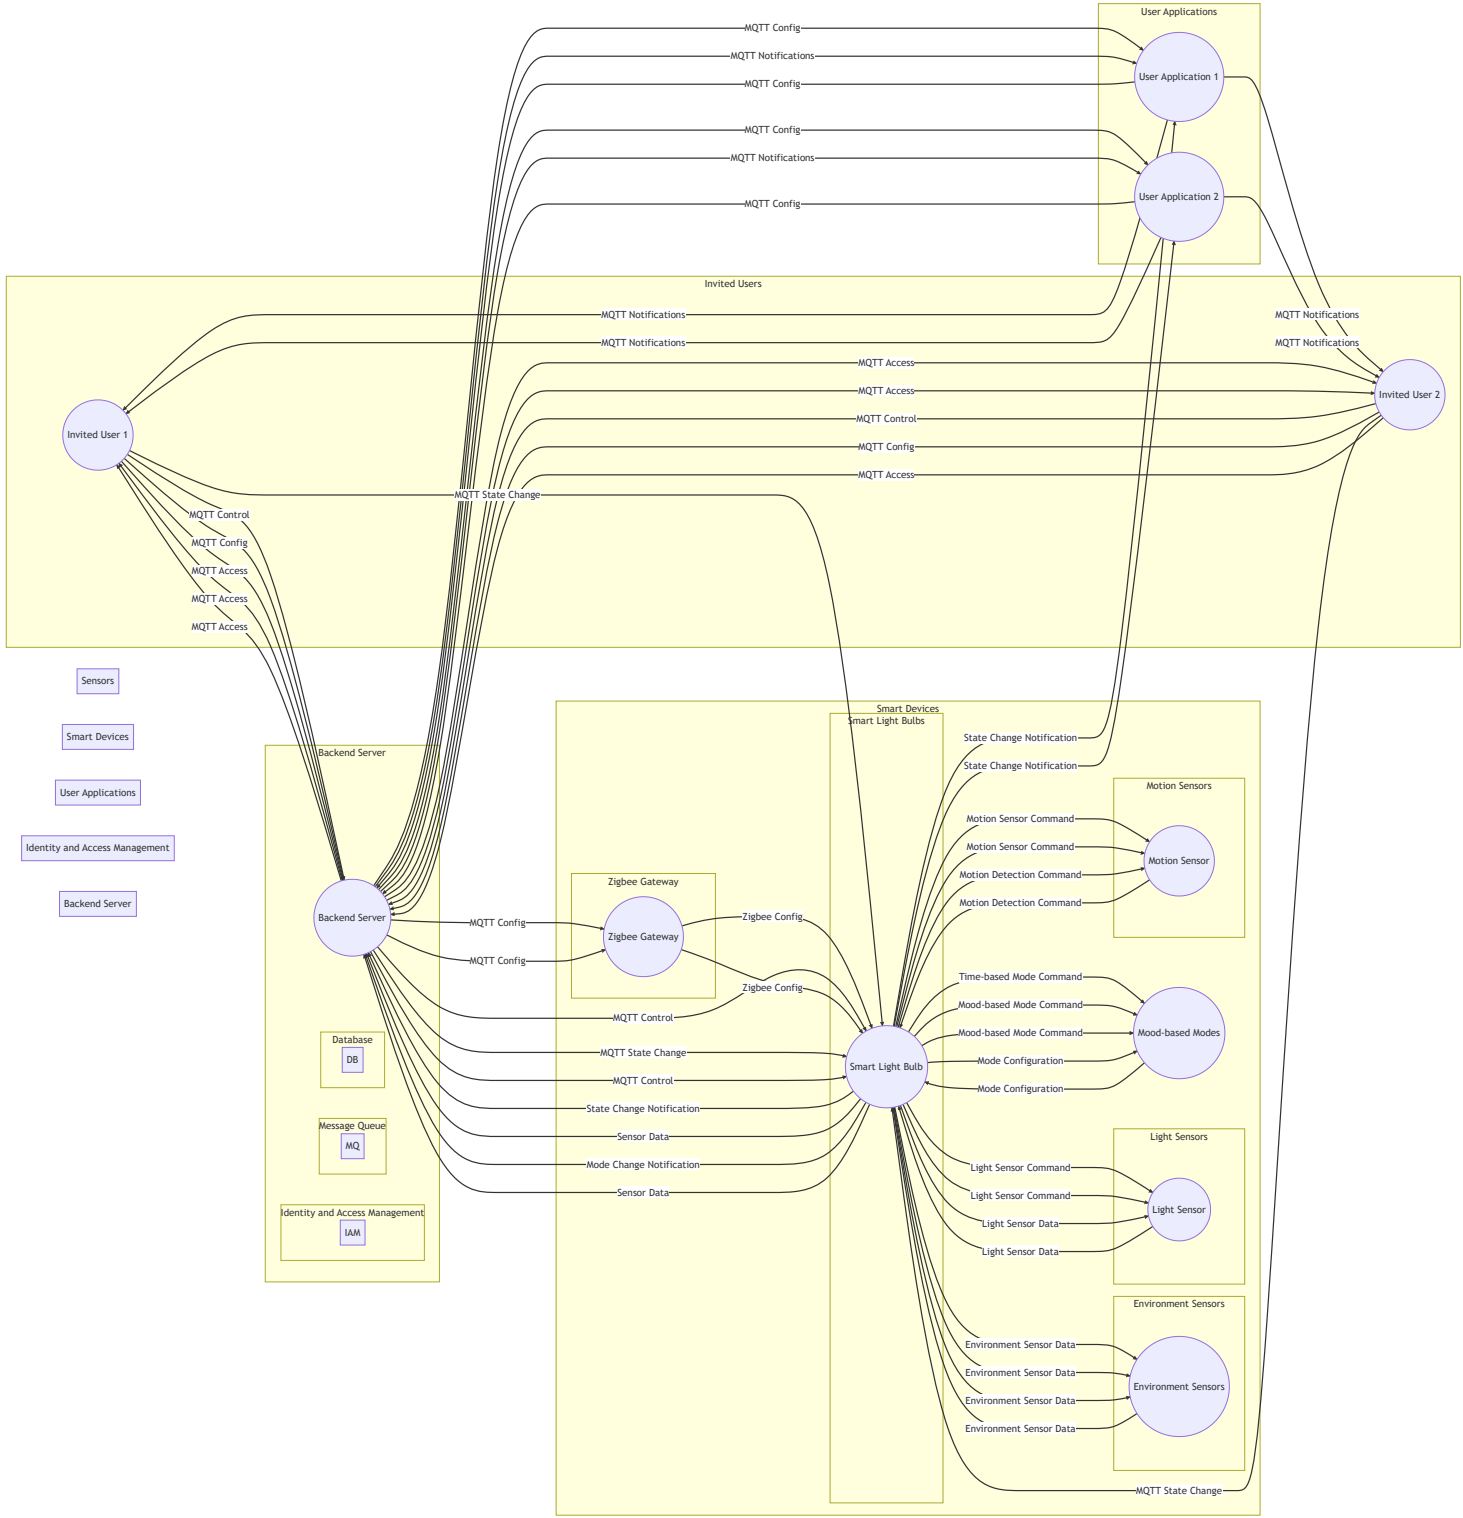 User Applications
MQTT Config
MQTT Notifications
User Application 1
MQTT Config
MQTT Config
MQTT Notifications
User Application 2
MQTT Config
Invited Users
MQTT Notifications
MQTT Notifications
MQTT Notifications
MQTT Notifications
MQTT Access
MQTT Access
Invited User 2
MQTT Control
Invited User 1
MQTT Config
MQTT Access
MQTT State Change
MQTT Control
MQTT Config
MQTT Access
MQTT Access
MQTT Access
Sensors
Smart Devices
User Applications
Identity and Access Management
Backend Server
Backend Server
Backend Server
Database
DB
Message Queue
MQ
Identity and Access Management
IAM
Smart Devices
Smart Light Bulbs
State Change Notification
State Change Notification
Motion Sensors
Motion Sensor Command
Motion Sensor Command
Motion Sensor
Motion Detection Command
Motion Detection Command
Zigbee Gateway
Zigbee Gateway
MQTT Config
MQTT Config
Zigbee Config
Zigbee Config
MQTT Control
MQTT State Change
Smart Light Bulb
MQTT Control
State Change Notification
Sensor Data
Mode Change Notification
Sensor Data
Time-based Mode Command
Mood-based Mode Command
Mood-based Mode Command
Mood-based Modes
Mode Configuration
Mode Configuration
Light Sensors
Light Sensor Command
Light Sensor Command
Light Sensor
Light Sensor Data
Light Sensor Data
Environment Sensors
Environment Sensor Data
Environment Sensor Data
Environment Sensors
Environment Sensor Data
Environment Sensor Data
MQTT State Change